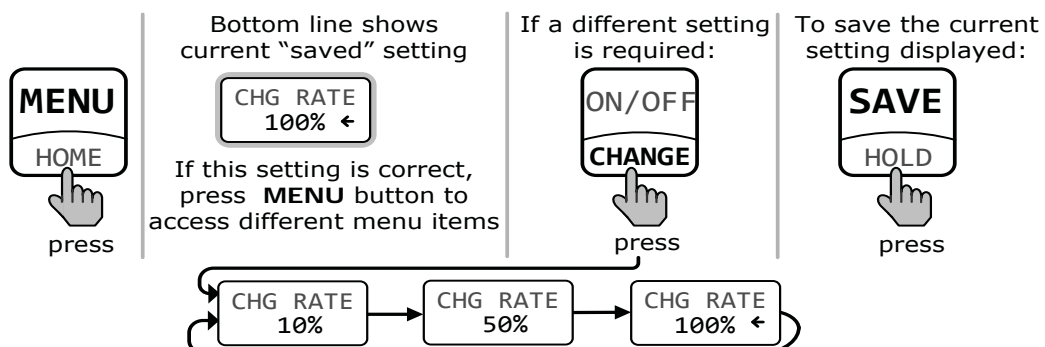 MENU
HOME
press
Bottom line shows
current “saved” setting
CHG RATE
100% ←
If this setting is correct,
press MENU button to
access different menu items
If a different setting
is required:
ON/OFF
CHANGE
press
To save the current
setting displayed:
SAVE
HOLD
press
CHG RATE
10%
CHG RATE
50%
CHG RATE
100% ←